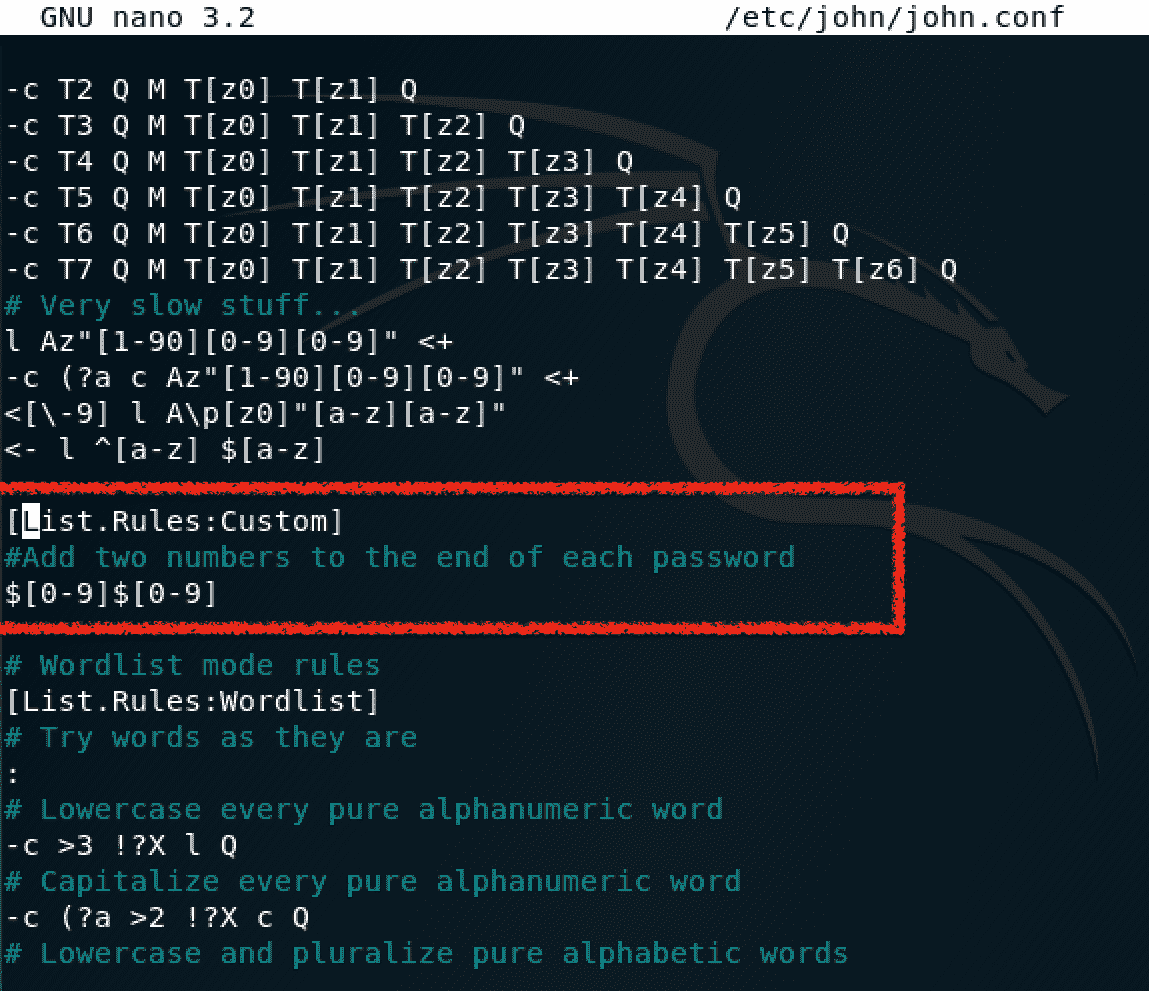 GNU nano 3.2 /etc/john/john.conf
-c T2 Q M T[z0] T[z1] Q
-c T3 Q M T[z0] T[z1] T[z2] Q
-c T4 Q M T[z0] T[z1] T[z2] T[z3] Q
-c T5 Q M T[z0] T[z1] T[z2] T[z3] T[z4] Q
-c T6 Q M T[z0] T[z1] T[z2] T[z3] T[z4] T[z5] Q
-c T7 Q M T[z0] T[z1] T[z2] T[z3] T[z4] T[z5] T[z6] Q
# Very slow stuff...
l Az"[1-90][0-9][0-9]" <+
-c (?a c Az"[1-90][0-9][0-9]" <+
<[\-9] l A\p[z0]"[a-z][a-z]"
<- l ^[a-z] $[a-z]
[List.Rules:Custom]
#Add two numbers to the end of each password
$[0-9]$[0-9]
# Wordlist mode rules
[List.Rules:Wordlist]
# Try words as they are
:
# Lowercase every pure alphanumeric word
-c >3 !?X l Q
# Capitalize every pure alphanumeric word
-c (?a >2 !?X c Q
# Lowercase and pluralize pure alphabetic words